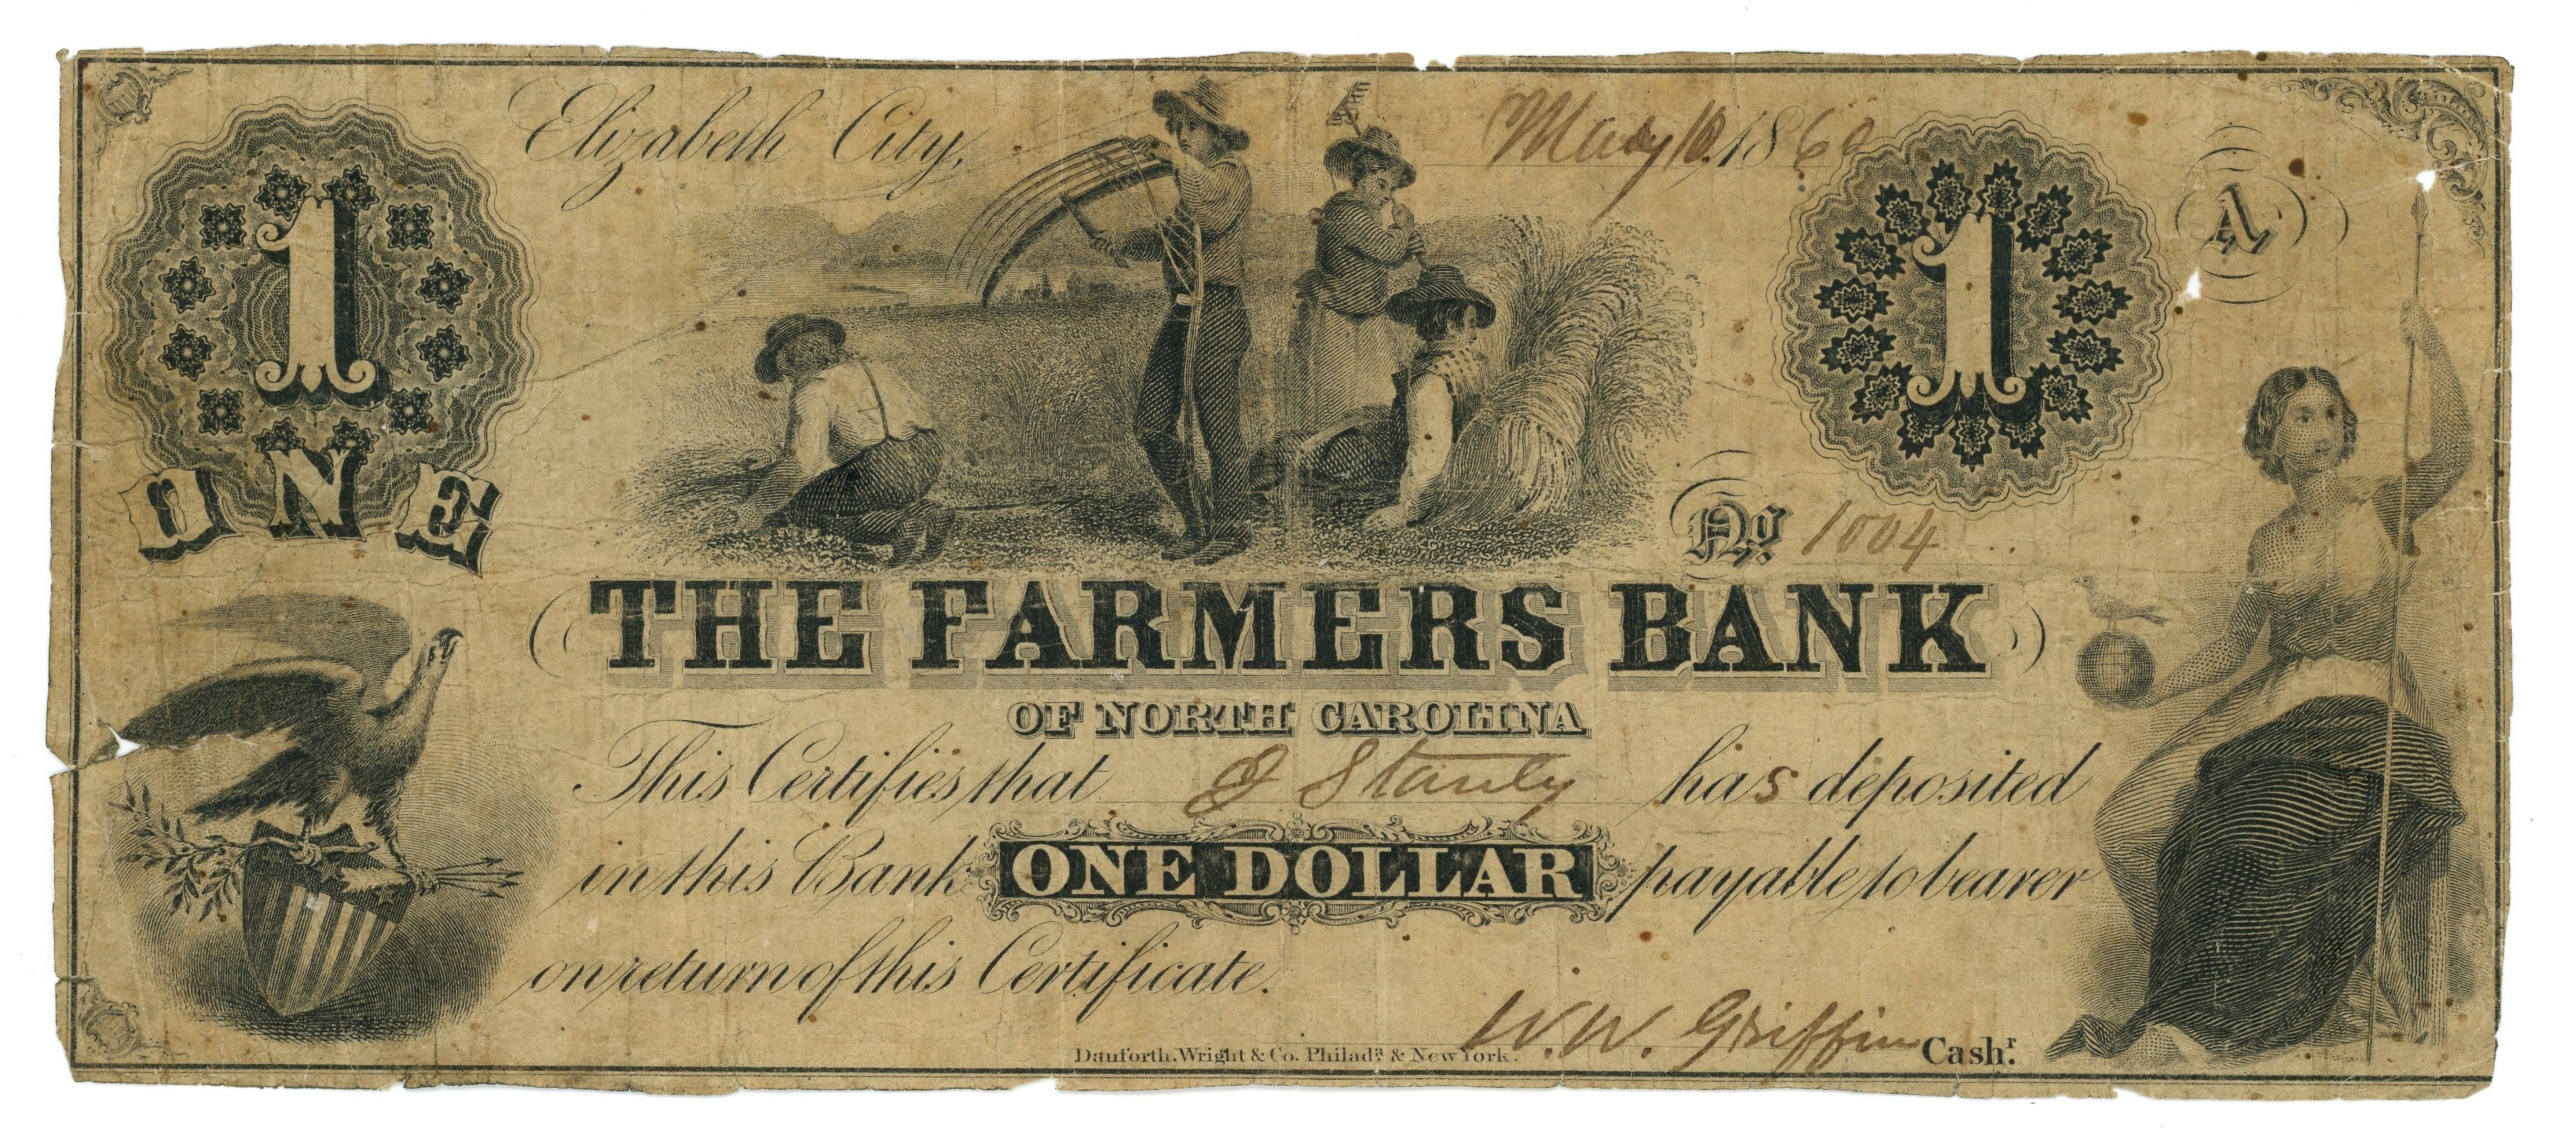 1
ONE
Elizabeth City, May 10, 1860
1
A
No. 1004
THE FARMERS BANK
OF NORTH CAROLINA
This Certifies that J Stanly has deposited
in this Bank ONE DOLLAR payable to bearer
on return of this Certificate.
W. W. Griffin Cashr.
Danforth, Wright & Co. Philada. & New York.